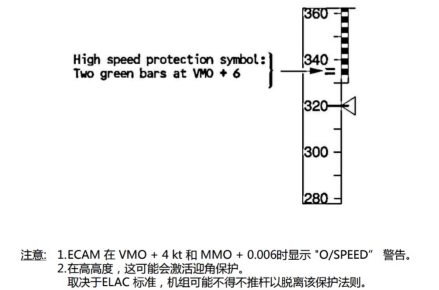 360
High speed protection symbol:
Two green bars at VMO + 6
340
320
300
280
注意: 1.ECAM 在 VMO + 4 kt 和 MMO + 0.006时显示 "O/SPEED” 警告。
2.在高高度，这可能会激活迎角保护。
取决于ELAC 标准，机组可能不得不推杆以脱离该保护法则。